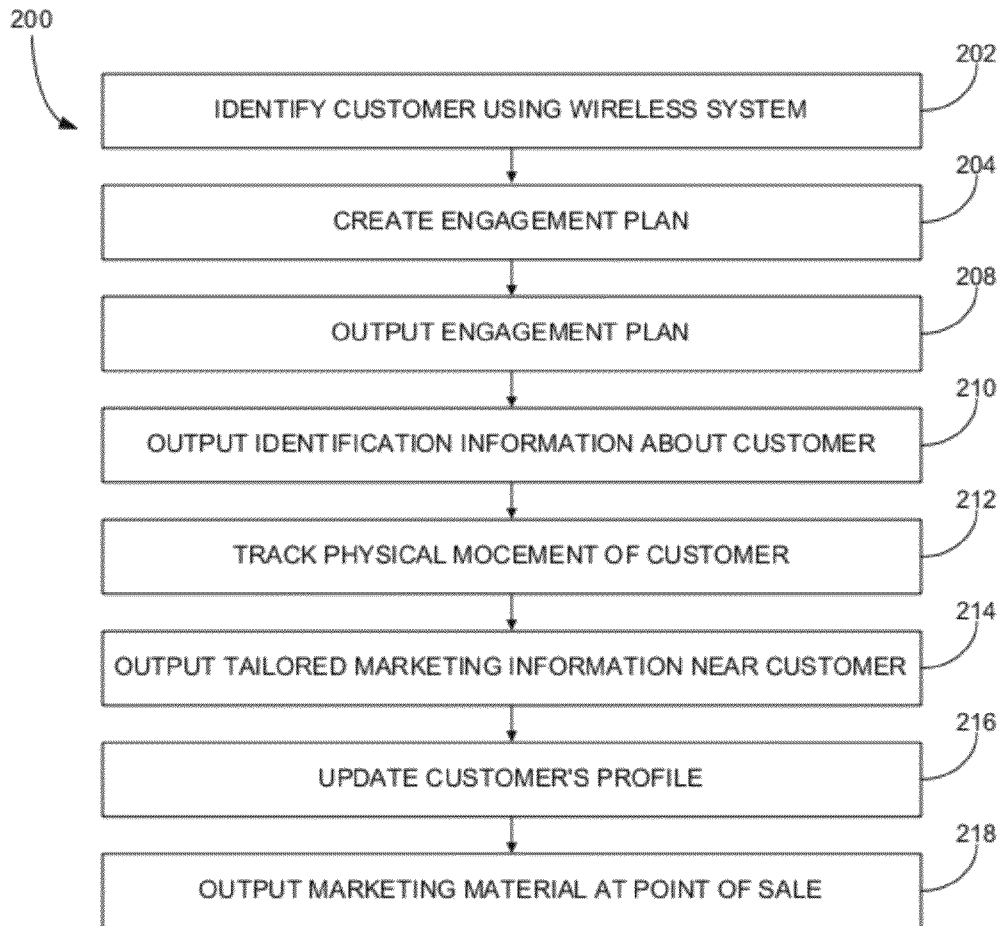 200
202
IDENTIFY CUSTOMER USING WIRELESS SYSTEM
204
CREATE ENGAGEMENT PLAN
208
OUTPUT ENGAGEMENT PLAN
210
OUTPUT IDENTIFICATION INFORMATION ABOUT CUSTOMER
212
TRACK PHYSICAL MOCEMENT OF CUSTOMER
214
OUTPUT TAILORED MARKETING INFORMATION NEAR CUSTOMER
216
UPDATE CUSTOMER'S PROFILE
218
OUTPUT MARKETING MATERIAL AT POINT OF SALE